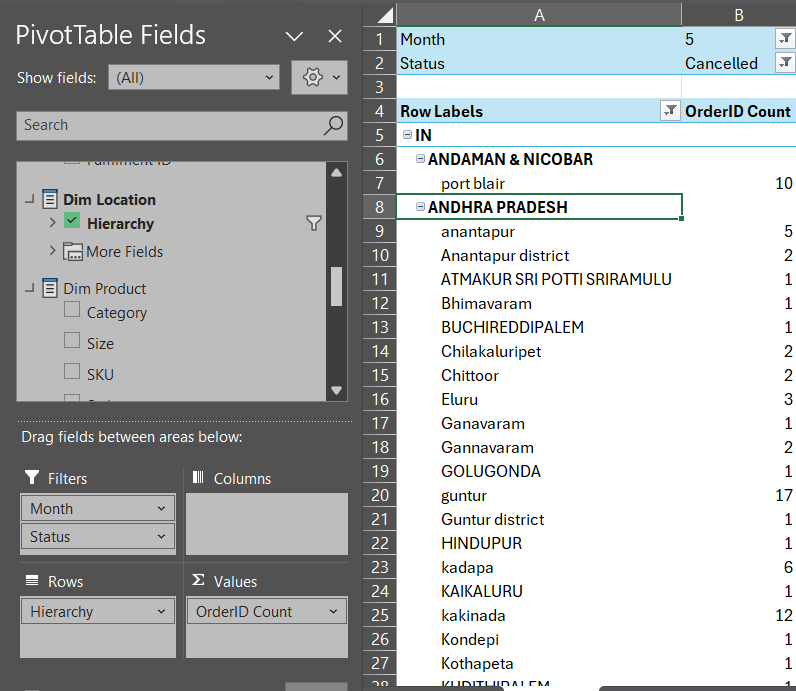 PivotTable Fields
Show fields: (All)
Search
Fulfilment ID
Dim Location
Hierarchy
More Fields
Dim Product
Category
Size
SKU
Drag fields between areas below:
Filters
Columns
Month
Status
Rows
Values
Hierarchy
OrderID Count
A B
1 Month 5
2 Status Cancelled
3
4 Row Labels OrderID Count
5 IN
6 ANDAMAN & NICOBAR
7 port blair 10
8 ANDHRA PRADESH
9 anantapur 5
10 Anantapur district 2
11 ATMAKUR SRI POTTI SRIRAMULU 1
12 Bhimavaram 1
13 BUCHIREDDIPALEM 1
14 Chilakaluripet 2
15 Chittoor 2
16 Eluru 3
17 Ganavaram 1
18 Gannavaram 2
19 GOLUGONDA 1
20 guntur 17
21 Guntur district 1
22 HINDUPUR 1
23 kadapa 6
24 KAIKALURU 1
25 kakinada 12
26 Kondepi 1
27 Kothapeta 1
28 KUDITHIPALEM 1